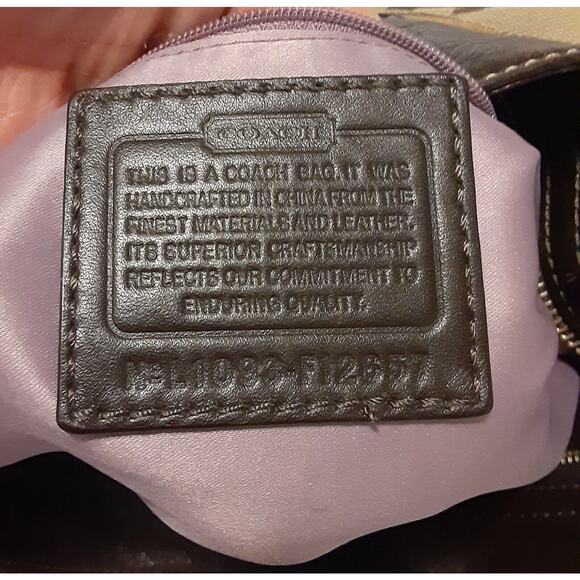 COACH
THIS IS A COACH BAG. IT WAS
HANDCRAFTED IN CHINA FROM THE
FINEST MATERIALS AND LEATHER.
ITS SUPERIOR CRAFTSMANSHIP
REFLECTS OUR COMMITMENT TO
ENDURING QUALITY.
Nº L1093-F12657